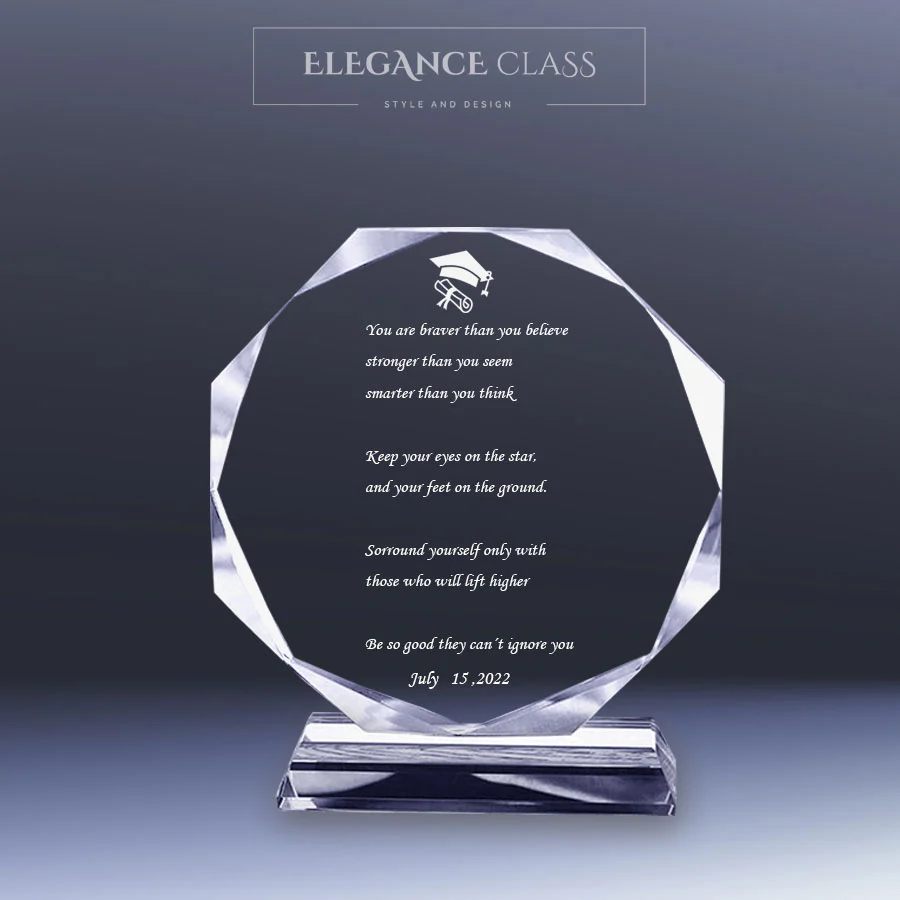 ELEGANCE CLASS
STYLE AND DESIGN
You are braver than you believe
stronger than you seem
smarter than you think
Keep your eyes on the star,
and your feet on the ground.
Sorround yourself only with
those who will lift higher
Be so good they can´t ignore you
July 15 ,2022